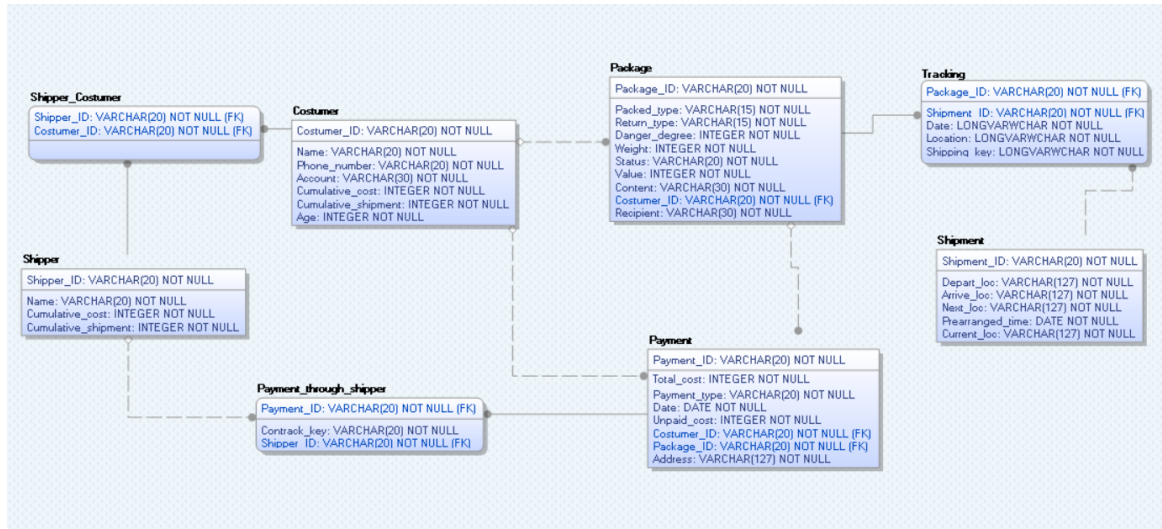 Shipper_Costumer
Shipper_ID: VARCHAR(20) NOT NULL (FK)
Costumer_ID: VARCHAR(20) NOT NULL (FK)
Costumer
Costumer_ID: VARCHAR(20) NOT NULL
Name: VARCHAR(20) NOT NULL
Phone_number: VARCHAR(20) NOT NULL
Account: VARCHAR(30) NOT NULL
Cumulative_cost: INTEGER NOT NULL
Cumulative_shipment: INTEGER NOT NULL
Age: INTEGER NOT NULL
Package
Package_ID: VARCHAR(20) NOT NULL
Packed_type: VARCHAR(15) NOT NULL
Return_type: VARCHAR(15) NOT NULL
Danger_degree: INTEGER NOT NULL
Weight: INTEGER NOT NULL
Status: VARCHAR(20) NOT NULL
Value: INTEGER NOT NULL
Content: VARCHAR(30) NOT NULL
Costumer_ID: VARCHAR(20) NOT NULL (FK)
Recipient: VARCHAR(30) NOT NULL
Tracking
Package_ID: VARCHAR(20) NOT NULL (FK)
Shipment_ID: VARCHAR(20) NOT NULL (FK)
Date: LONGVARWCHAR NOT NULL
Location: LONGVARWCHAR NOT NULL
Shipping_key: LONGVARWCHAR NOT NULL
Shipper
Shipper_ID: VARCHAR(20) NOT NULL
Name: VARCHAR(20) NOT NULL
Cumulative_cost: INTEGER NOT NULL
Cumulative_shipment: INTEGER NOT NULL
Shipment
Shipment_ID: VARCHAR(20) NOT NULL
Depart_loc: VARCHAR(127) NOT NULL
Arrive_loc: VARCHAR(127) NOT NULL
Next_loc: VARCHAR(127) NOT NULL
Prearranged_time: DATE NOT NULL
Current_loc: VARCHAR(127) NOT NULL
Payment_through_shipper
Payment_ID: VARCHAR(20) NOT NULL (FK)
Contrack_key: VARCHAR(20) NOT NULL
Shipper_ID: VARCHAR(20) NOT NULL (FK)
Payment
Payment_ID: VARCHAR(20) NOT NULL
Total_cost: INTEGER NOT NULL
Payment_type: VARCHAR(20) NOT NULL
Date: DATE NOT NULL
Unpaid_cost: INTEGER NOT NULL
Costumer_ID: VARCHAR(20) NOT NULL (FK)
Package_ID: VARCHAR(20) NOT NULL (FK)
Address: VARCHAR(127) NOT NULL